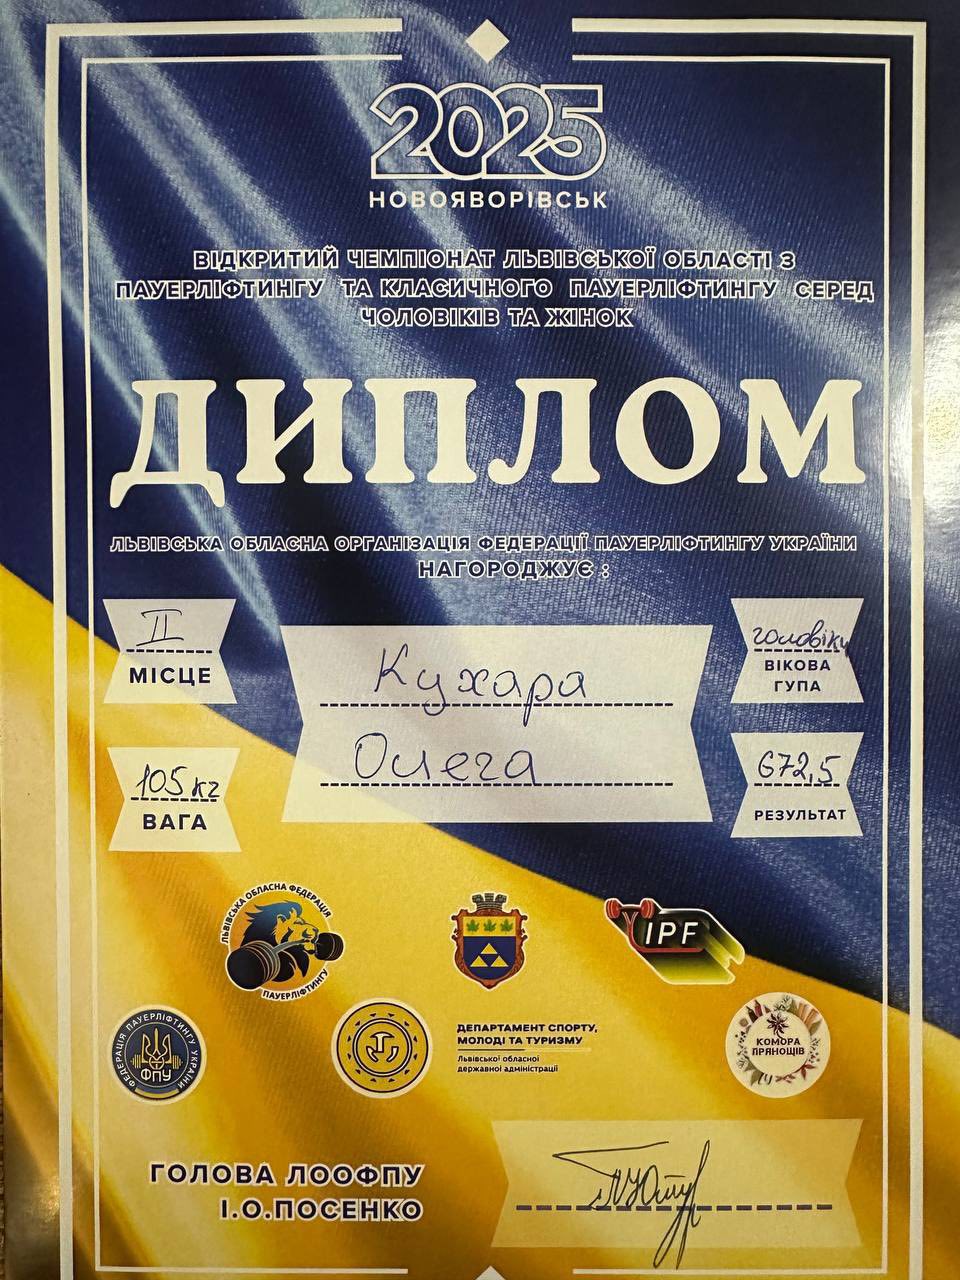 2025
НОВОЯВОРІВСЬК
ВІДКРИТИЙ ЧЕМПІОНАТ ЛЬВІВСЬКОЇ ОБЛАСТІ З
ПАУЕРЛІФТИНГУ ТА КЛАСИЧНОГО ПАУЕРЛІФТИНГУ СЕРЕД
ЧОЛОВІКІВ ТА ЖІНОК
ДИПЛОМ
ЛЬВІВСЬКА ОБЛАСНА ОРГАНІЗАЦІЯ ФЕДЕРАЦІЇ ПАУЕРЛІФТИНГУ УКРАЇНИ
НАГОРОДЖУЄ :
II
МІСЦЕ
Кухара
Олега
чоловіки
ВІКОВА
ГУПА
105 кг
ВАГА
672,5
РЕЗУЛЬТАТ
ЛЬВІВСЬКА ОБЛАСНА ФЕДЕРАЦІЯ
ПАУЕРЛІФТИНГУ
IPF
ФЕДЕРАЦІЯ ПАУЕРЛІФТИНГУ УКРАЇНИ
ФПУ
ДЕПАРТАМЕНТ СПОРТУ,
МОЛОДІ ТА ТУРИЗМУ
Львівської обласної
державної адміністрації
КОМОРА
ПРЯНОЩІВ
ГОЛОВА ЛООФПУ
І.О.ПОСЕНКО